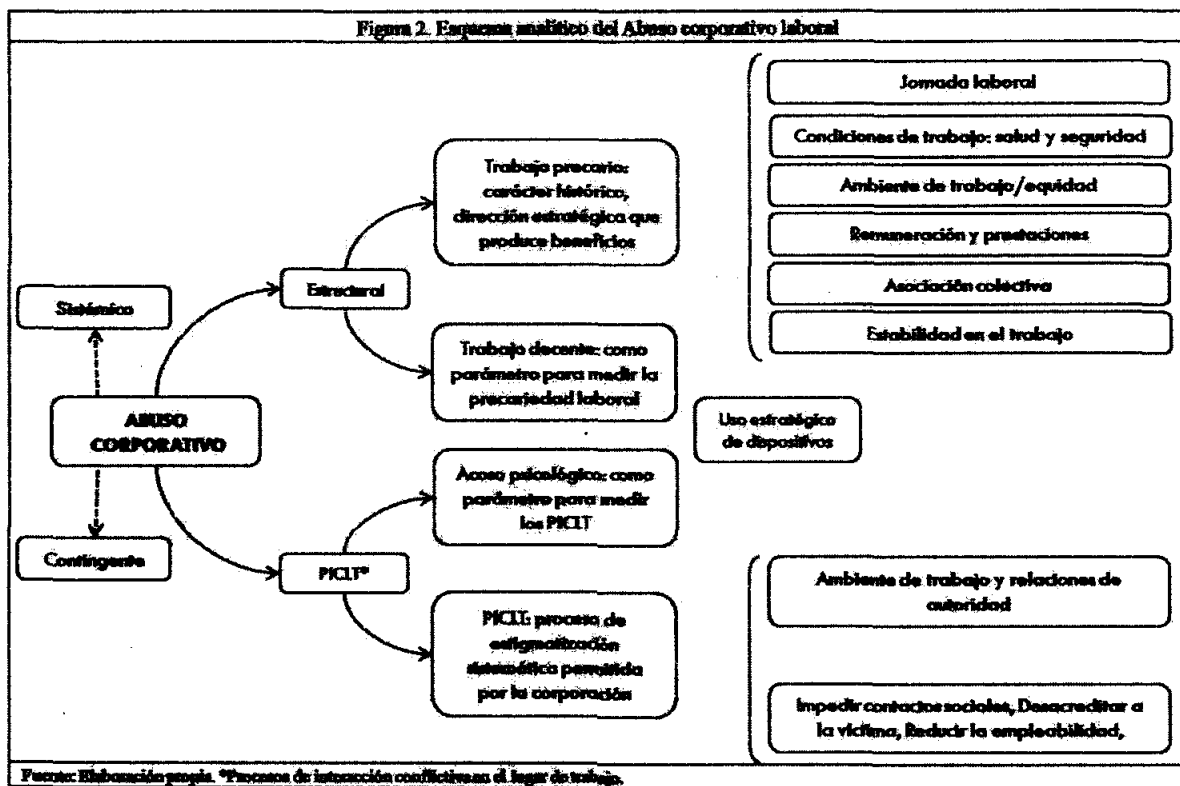 Figura 2. Esquema analítico del Abuso corporativo laboral
Jornada laboral
Condiciones de trabajo: salud y seguridad
Ambiente de trabajo/equidad
Remuneración y prestaciones
Asociación colectiva
Estabilidad en el trabajo
Trabajo precario:
carácter histórico,
dirección estratégica que
produce beneficios
Estructural
Sistémico
Trabajo decente: como
parámetro para medir la
precariedad laboral
ABUSO
CORPORATIVO
Uso estratégico
de dispositivos
Acoso psicológico: como
parámetro para medir
los PICLT
Contingente
PICLT*
PICLT: proceso de
estigmatización
sistemática permitida
por la corporación
Ambiente de trabajo y relaciones de
autoridad
Impedir contactos sociales, Desacreditar a
la víctima, Reducir la empleabilidad,
Fuente: Elaboración propia. *Procesos de interacción conflictiva en el lugar de trabajo.